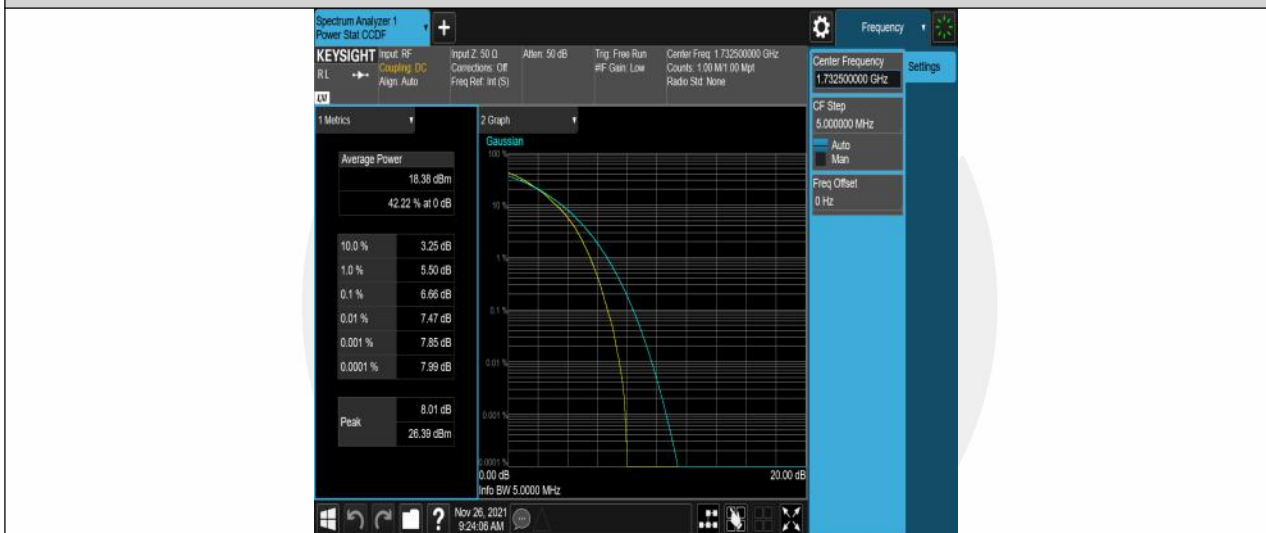 Spectrum Analyzer 1
Power Stat CCDF
Frequency
KEYSIGHT
RL
LW
Input: RF
Coupling: DC
Align: Auto
Input Z: 50 Ω
Corrections: Off
Freq Ref: Int (S)
Atten: 50 dB
Trig: Free Run
#IF Gain: Low
Center Freq: 1.732500000 GHz
Counts: 1.00 M/1.00 Mpt
Radio Std: None
Center Frequency
1.732500000 GHz
Settings
CF Step
5.000000 MHz
Auto
Man
Freq Offset
0 Hz
1 Metrics
Average Power
18.38 dBm
42.22 % at 0 dB
10.0 % 3.25 dB
1.0 % 5.50 dB
0.1 % 6.66 dB
0.01 % 7.47 dB
0.001 % 7.85 dB
0.0001 % 7.99 dB
Peak
8.01 dB
26.39 dBm
2 Graph
Gaussian
100 %
10 %
1 %
0.1 %
0.01 %
0.001 %
0.0001 %
0.00 dB 20.00 dB
Info BW 5.0000 MHz
? Nov 26, 2021
9:24:06 AM